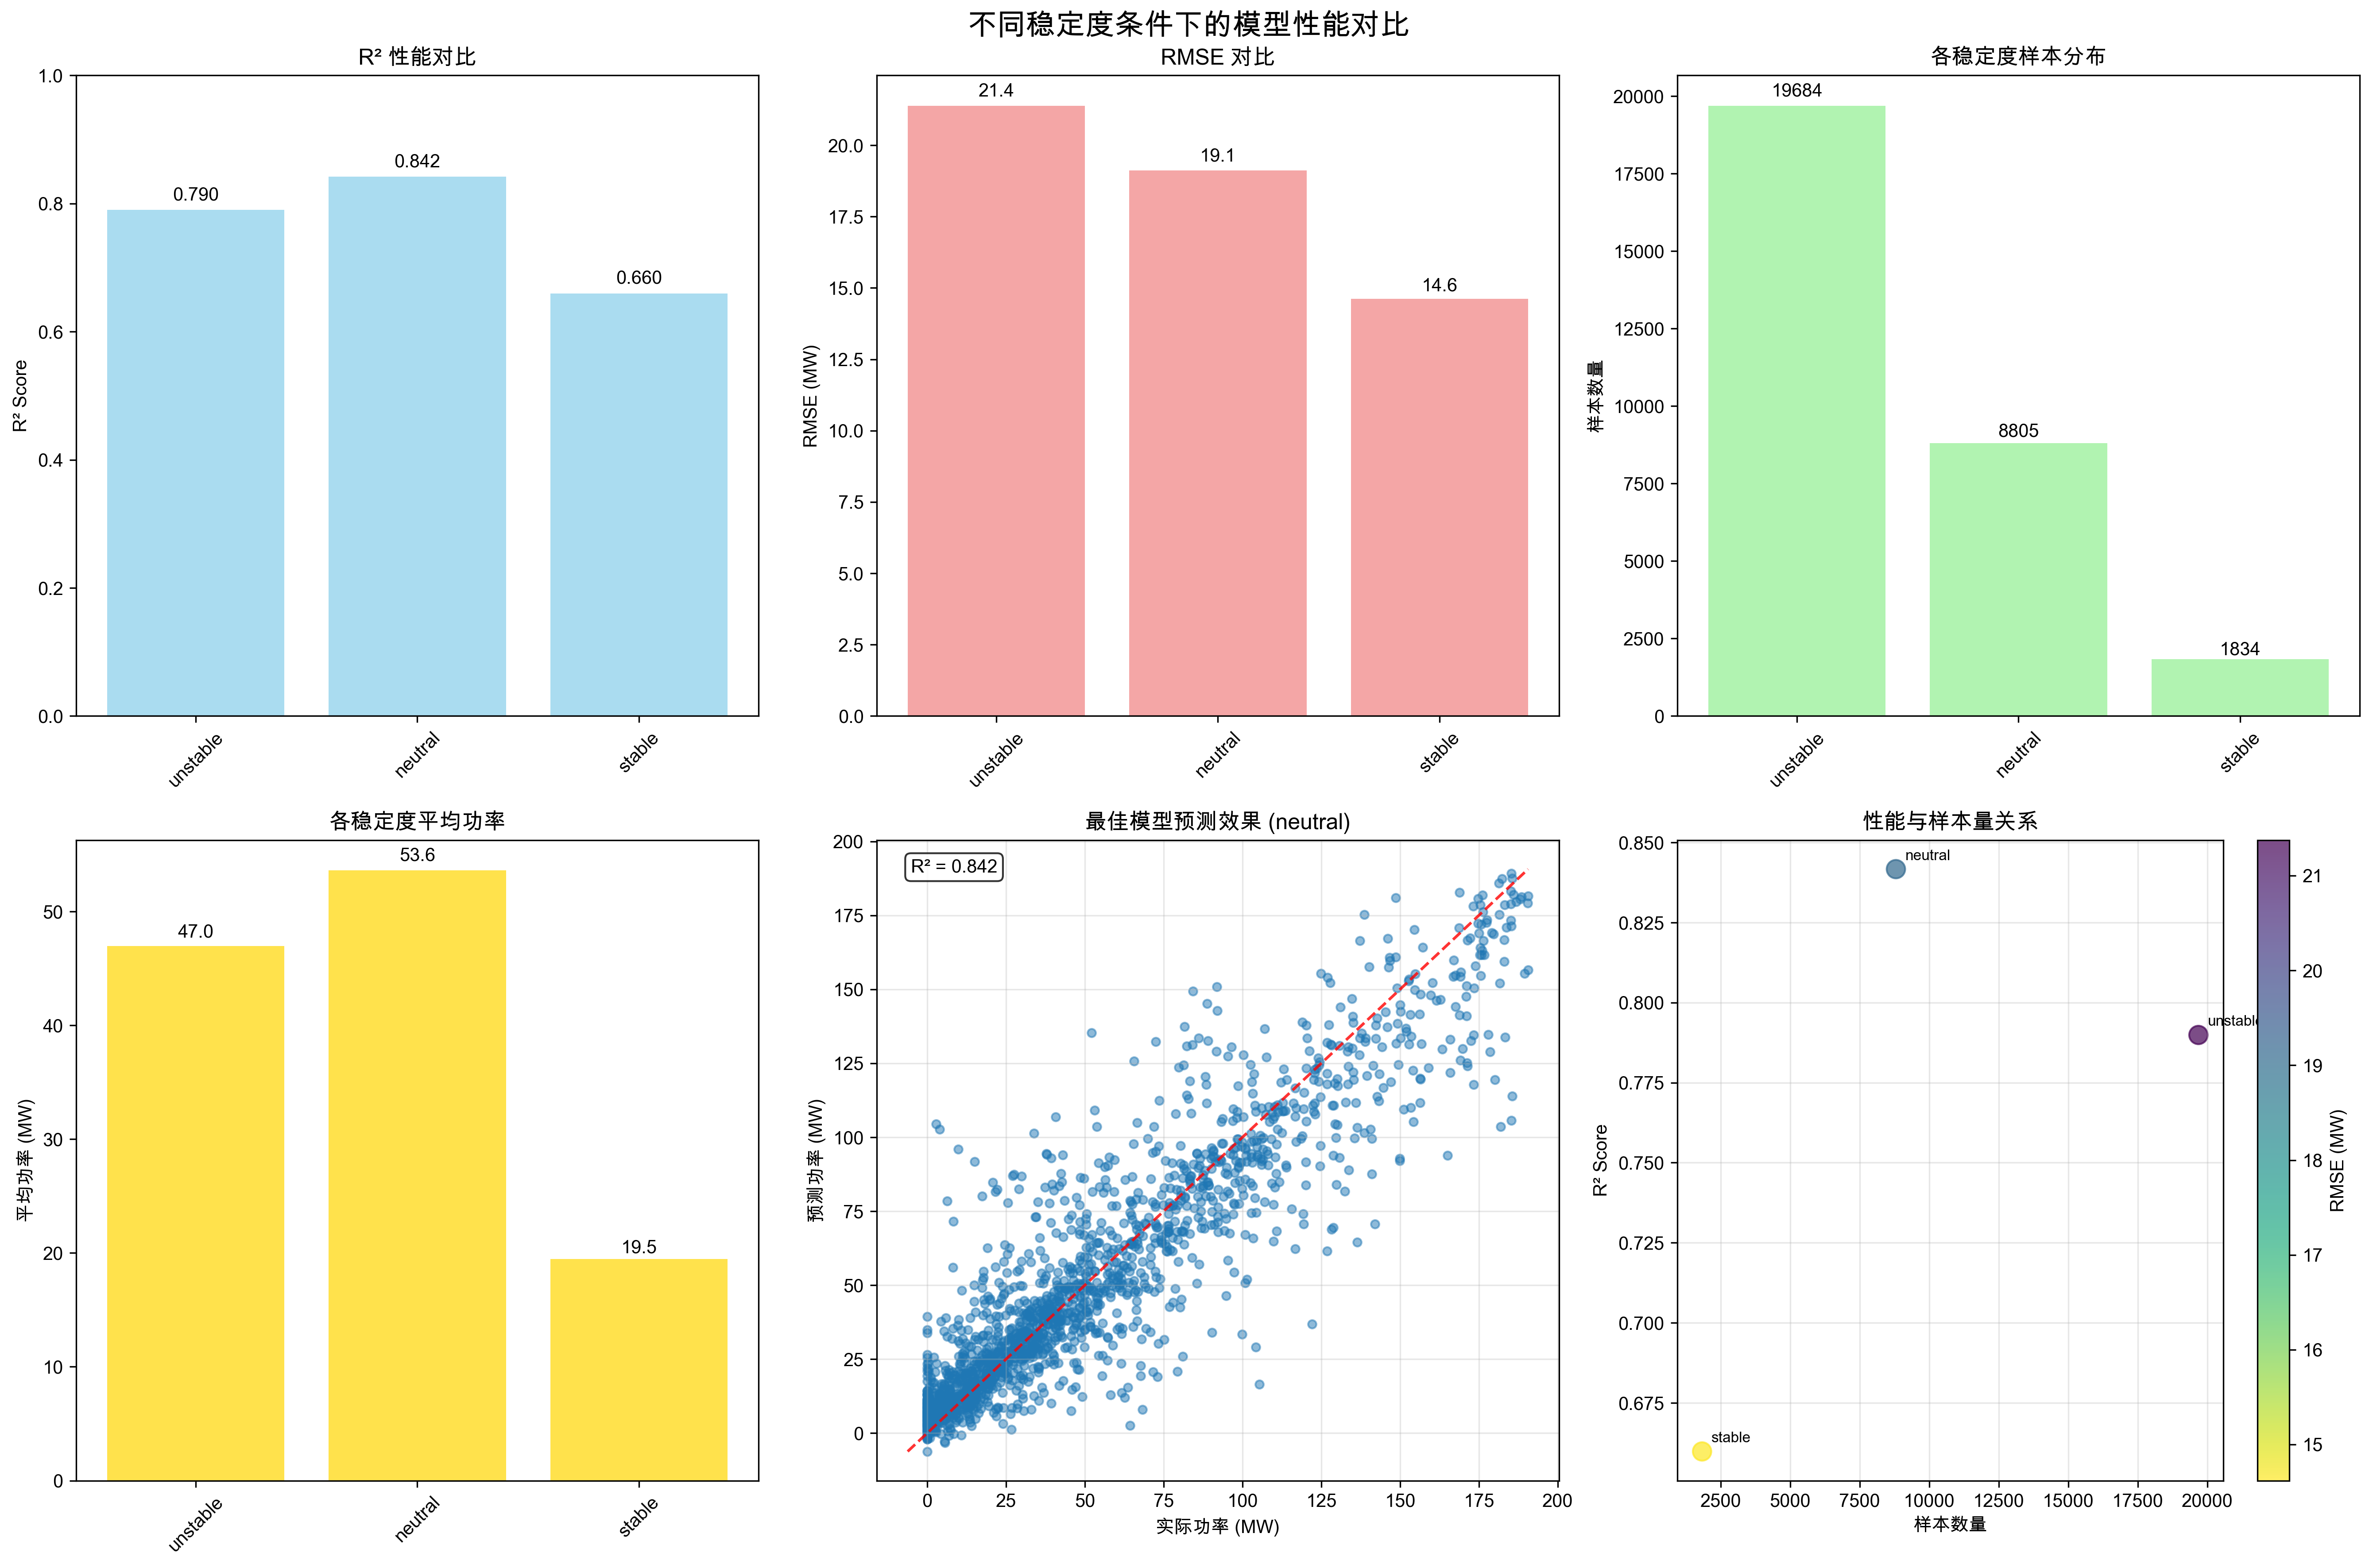 不同稳定度条件下的模型性能对比
R² 性能对比
1.0
0.8
0.6
0.4
0.2
0.0
R² Score
0.790
0.842
0.660
unstable
neutral
stable
RMSE 对比
20.0
17.5
15.0
12.5
10.0
7.5
5.0
2.5
0.0
RMSE (MW)
21.4
19.1
14.6
unstable
neutral
stable
各稳定度样本分布
20000
17500
15000
12500
10000
7500
5000
2500
0
样本数量
19684
8805
1834
unstable
neutral
stable
各稳定度平均功率
50
40
30
20
10
0
平均功率 (MW)
47.0
53.6
19.5
unstable
neutral
stable
最佳模型预测效果 (neutral)
R² = 0.842
200
175
150
125
100
75
50
25
0
预测功率 (MW)
0 25 50 75 100 125 150 175 200
实际功率 (MW)
性能与样本量关系
0.850
0.825
0.800
0.775
0.750
0.725
0.700
0.675
R² Score
neutral
unstable
stable
2500 5000 7500 10000 12500 15000 17500 20000
样本数量
21
20
19
18
17
16
15
RMSE (MW)